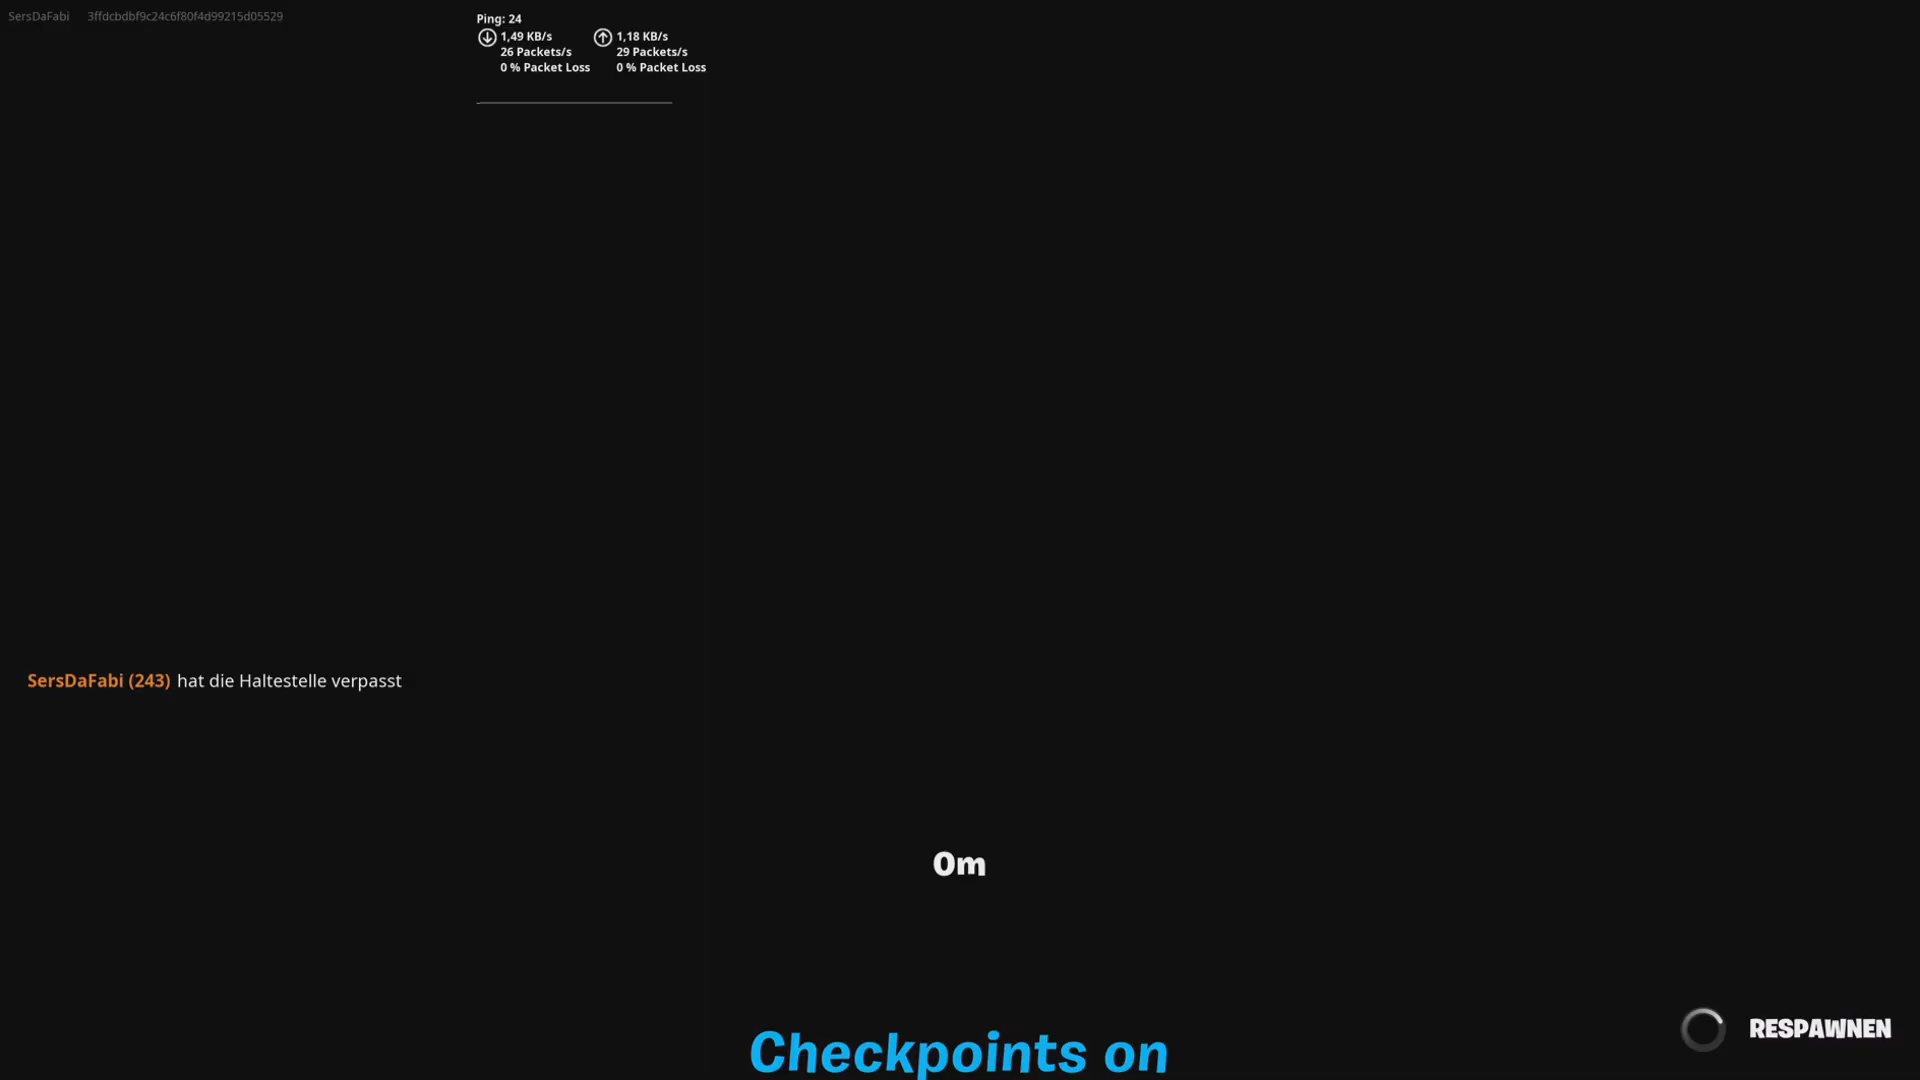 SersDaFabi 3ffdcbdbf9c24c6f80f4d99215d05529
Ping: 24
1,49 KB/s 1,18 KB/s
26 Packets/s 29 Packets/s
0 % Packet Loss 0 % Packet Loss
SersDaFabi (243) hat die Haltestelle verpasst
0m
RESPAWNEN
Checkpoints on